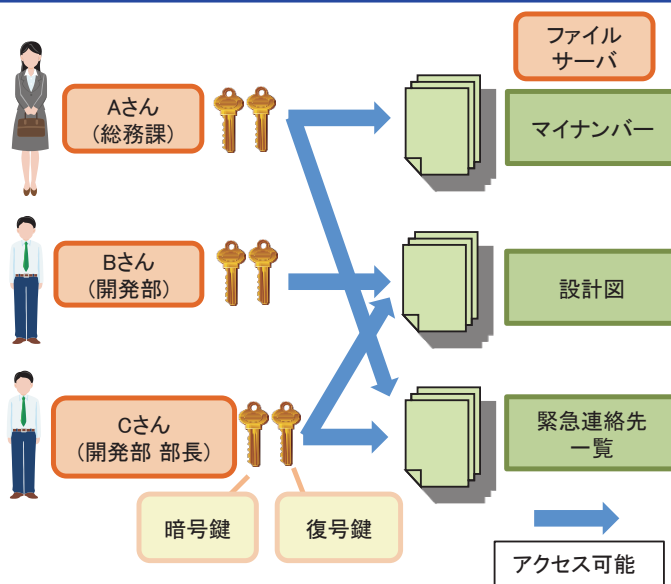 ファイル
サーバ
Aさん
(総務課)
マイナンバー
Bさん
(開発部)
設計図
Cさん
(開発部 部長)
緊急連絡先
一覧
暗号鍵
復号鍵
アクセス可能